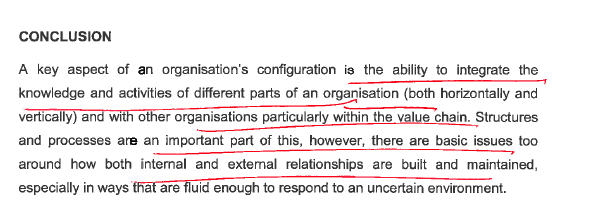 CONCLUSION
A key aspect of an organisation's configuration is the ability to integrate the
knowledge and activities of different parts of an organisation (both horizontally and
vertically) and with other organisations particularly within the value chain. Structures
and processes are an important part of this, however, there are basic issues too
around how both internal and external relationships are built and maintained,
especially in ways that are fluid enough to respond to an uncertain environment.